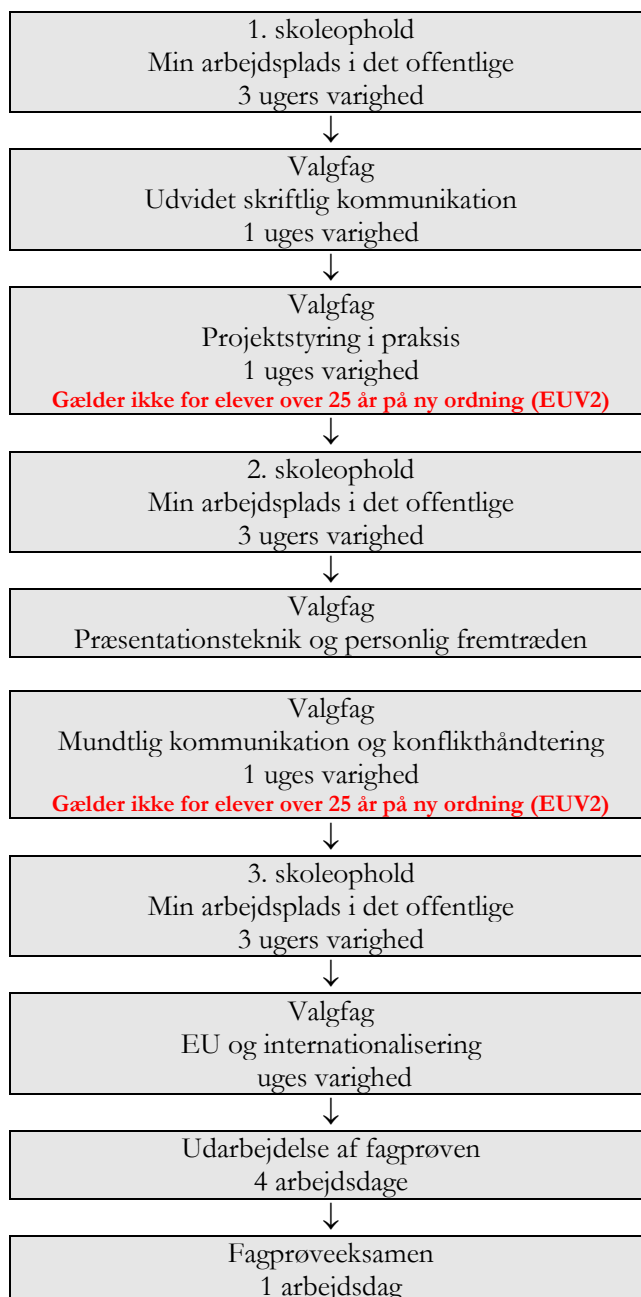 1. skoleophold
Min arbejdsplads i det offentlige
3 ugers varighed
↓
Valgfag
Udvidet skriftlig kommunikation
1 uges varighed
↓
Valgfag
Projektstyring i praksis
1 uges varighed
Gælder ikke for elever over 25 år på ny ordning (EUV2)
↓
2. skoleophold
Min arbejdsplads i det offentlige
3 ugers varighed
↓
Valgfag
Præsentationsteknik og personlig fremtræden
Valgfag
Mundtlig kommunikation og konflikthåndtering
1 uges varighed
Gælder ikke for elever over 25 år på ny ordning (EUV2)
↓
3. skoleophold
Min arbejdsplads i det offentlige
3 ugers varighed
↓
Valgfag
EU og internationalisering
uges varighed
↓
Udarbejdelse af fagprøven
4 arbejdsdage
↓
Fagprøveeksamen
1 arbejdsdag